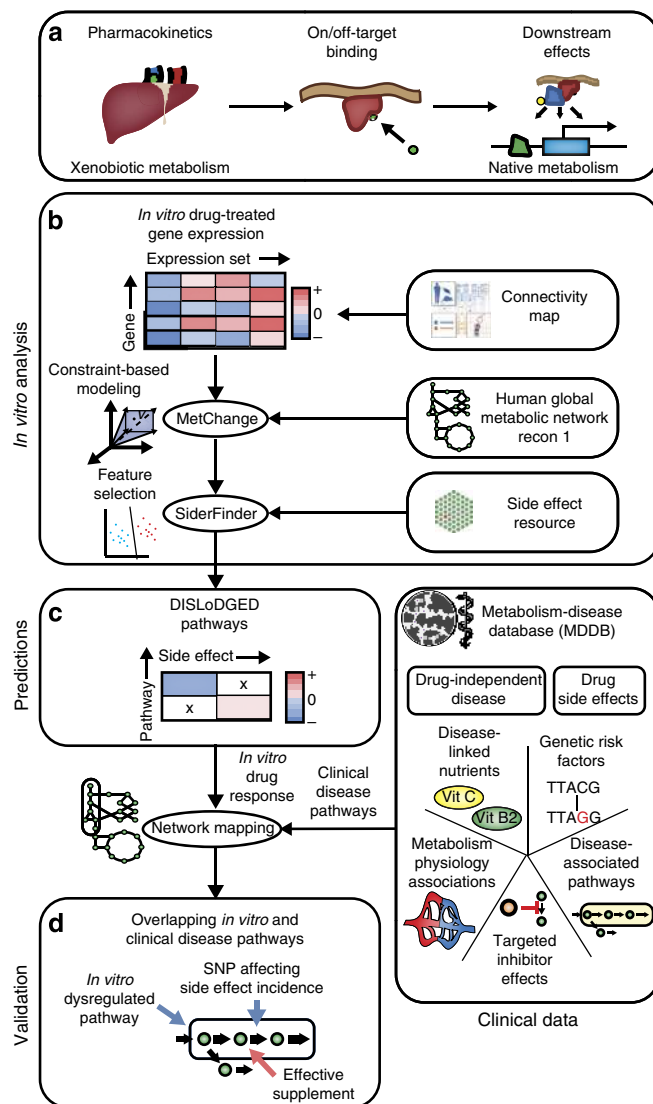 a
Pharmacokinetics
On/off-target
binding
Downstream
effects
Xenobiotic metabolism
Native metabolism
b
In vitro analysis
In vitro drug-treated
gene expression
Expression set
Gene
+
0
–
Connectivity
map
Constraint-based
modeling
MetChange
Human global
metabolic network
recon 1
Feature
selection
SiderFinder
Side effect
resource
c
Predictions
DISLoDGED
pathways
Side effect
Pathway
x
x
+
0
–
In vitro
drug
response
Clinical
disease
pathways
Network mapping
Metabolism-disease
database (MDDB)
Drug-independent
disease
Drug
side effects
Disease-
linked
nutrients
Vit C
Vit B2
Genetic risk
factors
TTACG
TTAGG
Metabolism
physiology
associations
Disease-
associated
pathways
Targeted
inhibitor
effects
Clinical data
d
Validation
Overlapping in vitro and
clinical disease pathways
In vitro
dysregulated
pathway
SNP affecting
side effect incidence
Effective
supplement